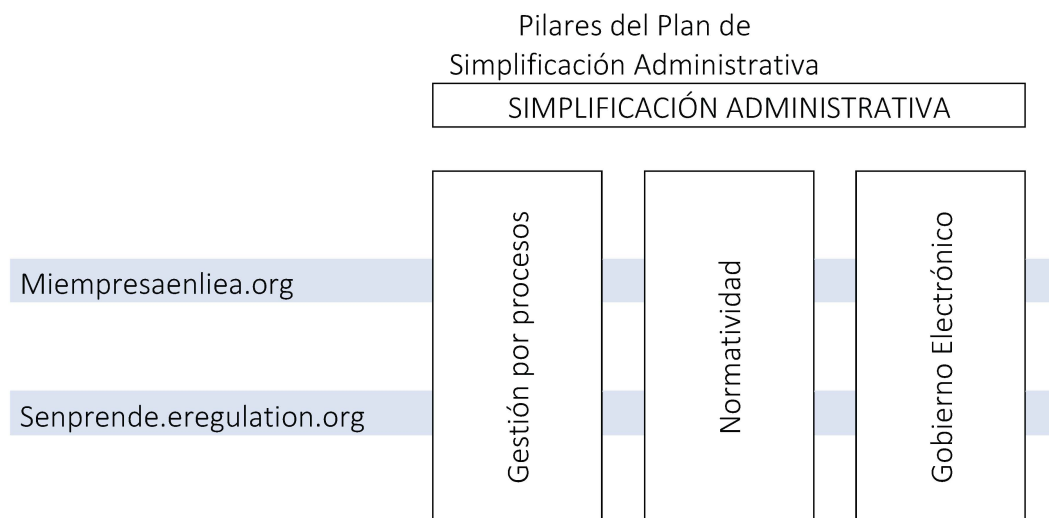 Pilares del Plan de
Simplificación Administrativa
SIMPLIFICACIÓN ADMINISTRATIVA
Gestión por procesos
Normatividad
Gobierno Electrónico
Miempresaenliea.org
Senprende.eregulation.org